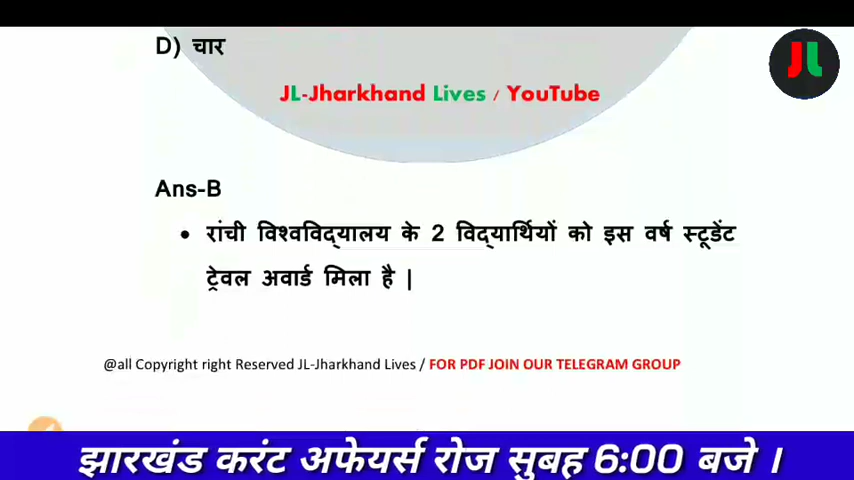 D) चार
JL
JL-Jharkhand Lives / YouTube
Ans-B
• रांची विश्वविद्यालय के 2 विद्यार्थियों को इस वर्ष स्टूडेंट
ट्रेवल अवार्ड मिला है |
@all Copyright right Reserved JL-Jharkhand Lives / FOR PDF JOIN OUR TELEGRAM GROUP
झारखंड करंट अफेयर्स रोज सुबह 6:00 बजे ।